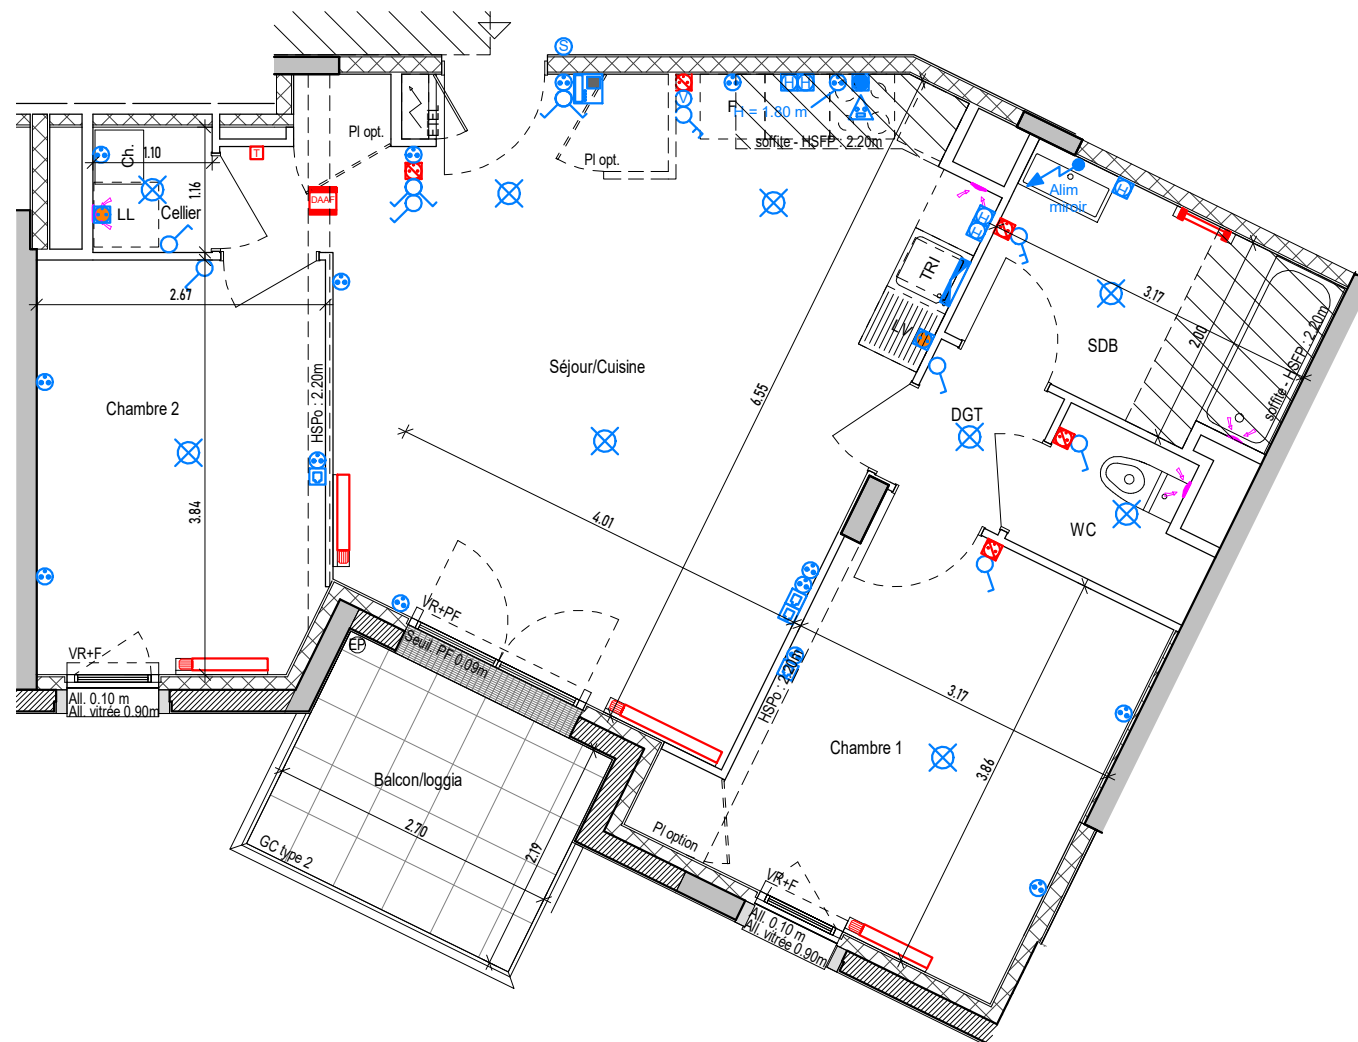 S
ETEL
Pl opt.
Pl opt.
V
F
H
H
H = 1.80 m
soffite - HSFP : 2.20m
Ch.
1.10
1.16
T
DAAF
LL
Cellier
Alim
miroir
H
H
H
TRI
LV
3.17
2.00
SDB
soffite - HSFP : 2.20m
2.67
HSPo : 2.20m
Séjour/Cuisine
6.55
Chambre 2
DGT
3.84
4.01
WC
VR+PF
Seuil. PF 0.09m
EP
VR+F
All. 0.10 m
All. vitrée 0.90m
HSPo : 2.20m
3.17
Chambre 1
3.86
Balcon/loggia
2.70
2.19
GC type 2
Pl option
VR+F
All. 0.10 m
All. vitrée 0.90m